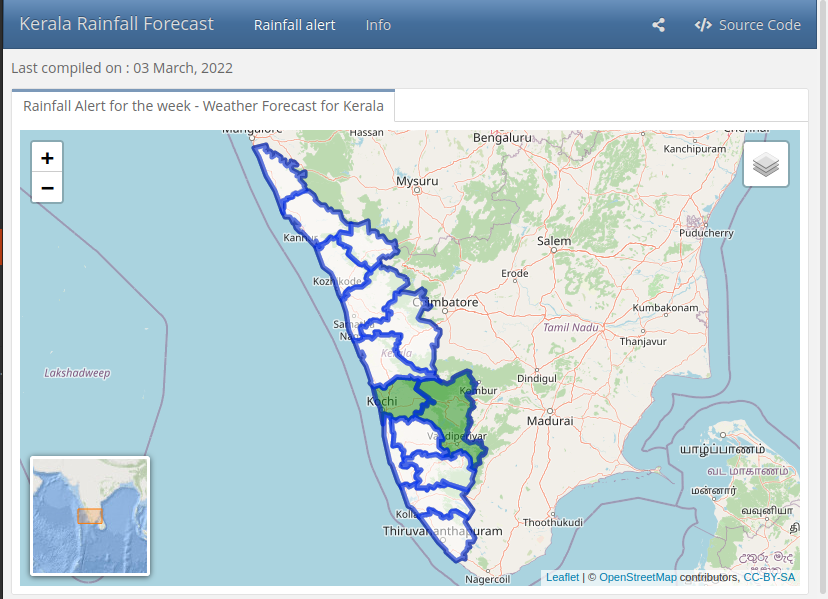 Kerala Rainfall Forecast Rainfall alert Info Source Code
Last compiled on : 03 March, 2022
Rainfall Alert for the week - Weather Forecast for Kerala
Mangalore
Hassan
Bengaluru
Chennai
Kanchipuram
+
−
Mysuru
Puducherry
Kannur
Salem
Erode
Kozhikode
Coimbatore
Kumbakonam
Tamil Nadu
Thanjavur
Kerala
Lakshadweep
Dindigul
Kochi
Kombur
Madurai
Vandiperiyar
யாழ்ப்பாணம்
வட மாகாணம்
மன்னார்
வவுனியா
Kolla
Thoothukudi
Thiruvananthapuram
උතුරු මැද
Nagercoil
Leaflet | © OpenStreetMap contributors, CC-BY-SA